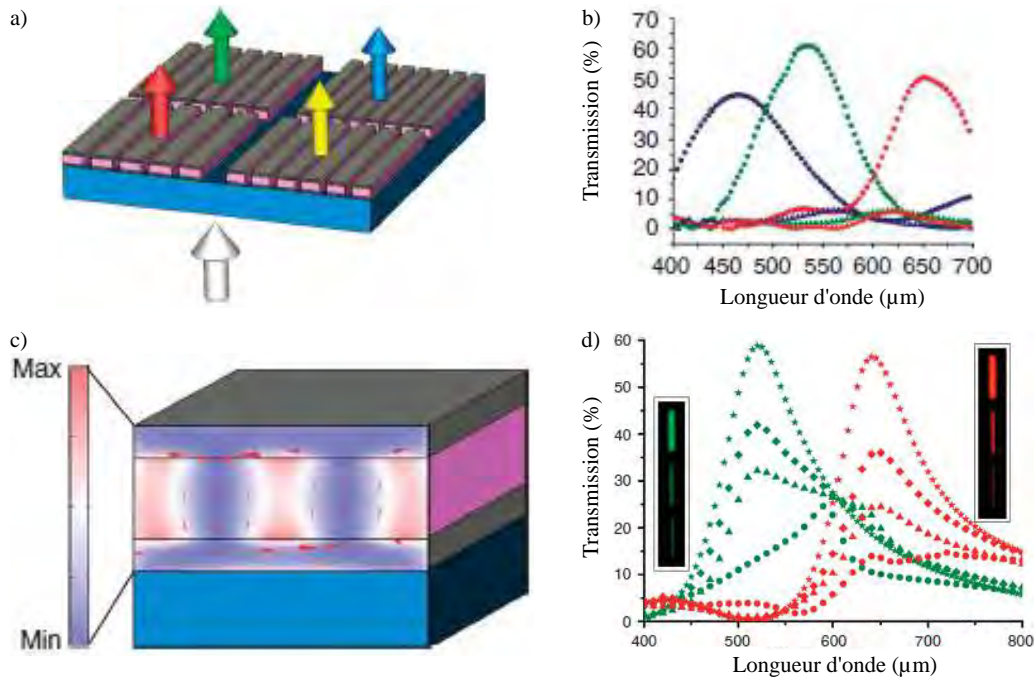 a)
b)
Transmission (%)
70
60
50
40
30
20
10
0
400 450 500 550 600 650 700
Longueur d'onde (µm)
c)
Max
Min
d)
Transmission (%)
60
50
40
30
20
10
0
400 500 600 700 800
Longueur d'onde (µm)